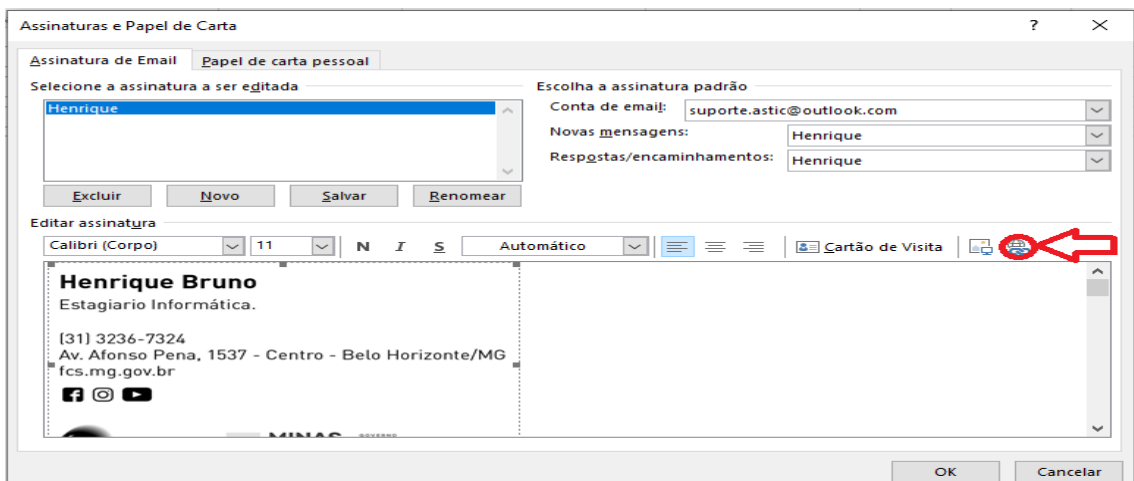 Assinaturas e Papel de Carta ?
Assinatura de Email Papel de carta pessoal
Selecione a assinatura a ser editada
Henrique
Excluir Novo Salvar Renomear
Escolha a assinatura padrão
Conta de email: suporte.astic@outlook.com
Novas mensagens: Henrique
Respostas/encaminhamentos: Henrique
Editar assinatura
Calibri (Corpo) 11 N I S Automático Cartão de Visita
Henrique Bruno
Estagiario Informática.
(31) 3236-7324
Av. Afonso Pena, 1537 - Centro - Belo Horizonte/MG
fcs.mg.gov.br
MINAS
OK Cancelar